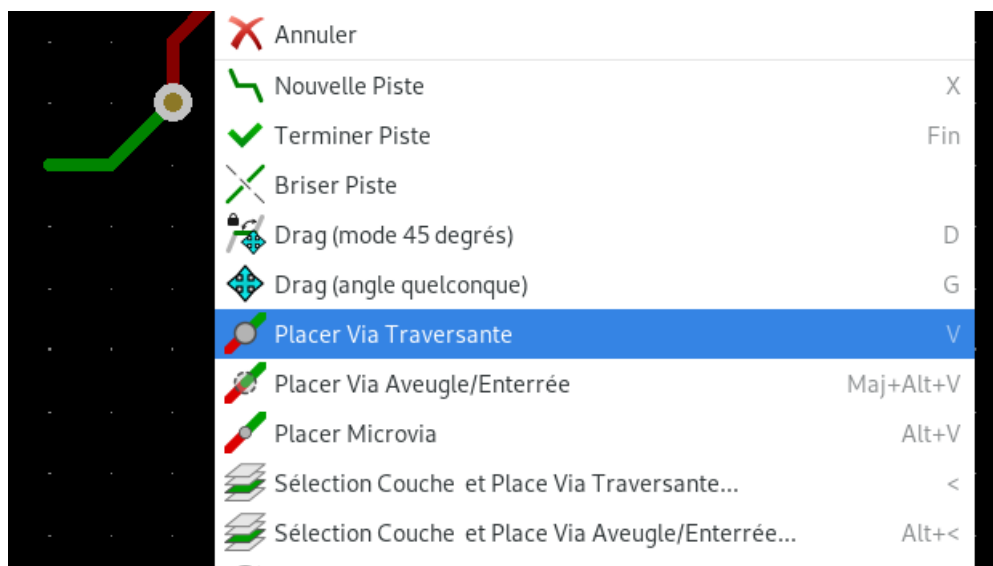 Annuler
Nouvelle Piste X
Terminer Piste Fin
Briser Piste
Drag (mode 45 degrés) D
Drag (angle quelconque) G
Placer Via Traversante V
Placer Via Aveugle/Enterrée Maj+Alt+V
Placer Microvia Alt+V
Sélection Couche  et Place Via Traversante... <
Sélection Couche  et Place Via Aveugle/Enterrée... Alt+<